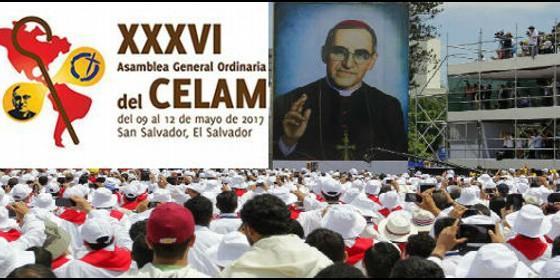 XXXVI
Asamblea General Ordinaria
del CELAM
del 09 al 12 de mayo de 2017
San Salvador, El Salvador